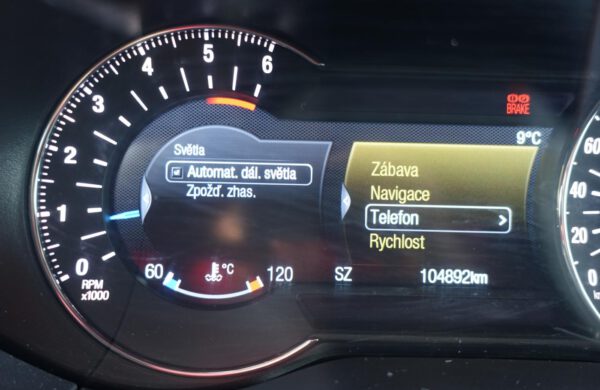 6
5
4
3
2
1
0
RPM
x1000
Světla
Automat. dál. světla
Zpožď. zhas.
60
°C
120
BRAKE
9°C
Zábava
Navigace
Telefon >
Rychlost
SZ
104892km
60
40
20
0